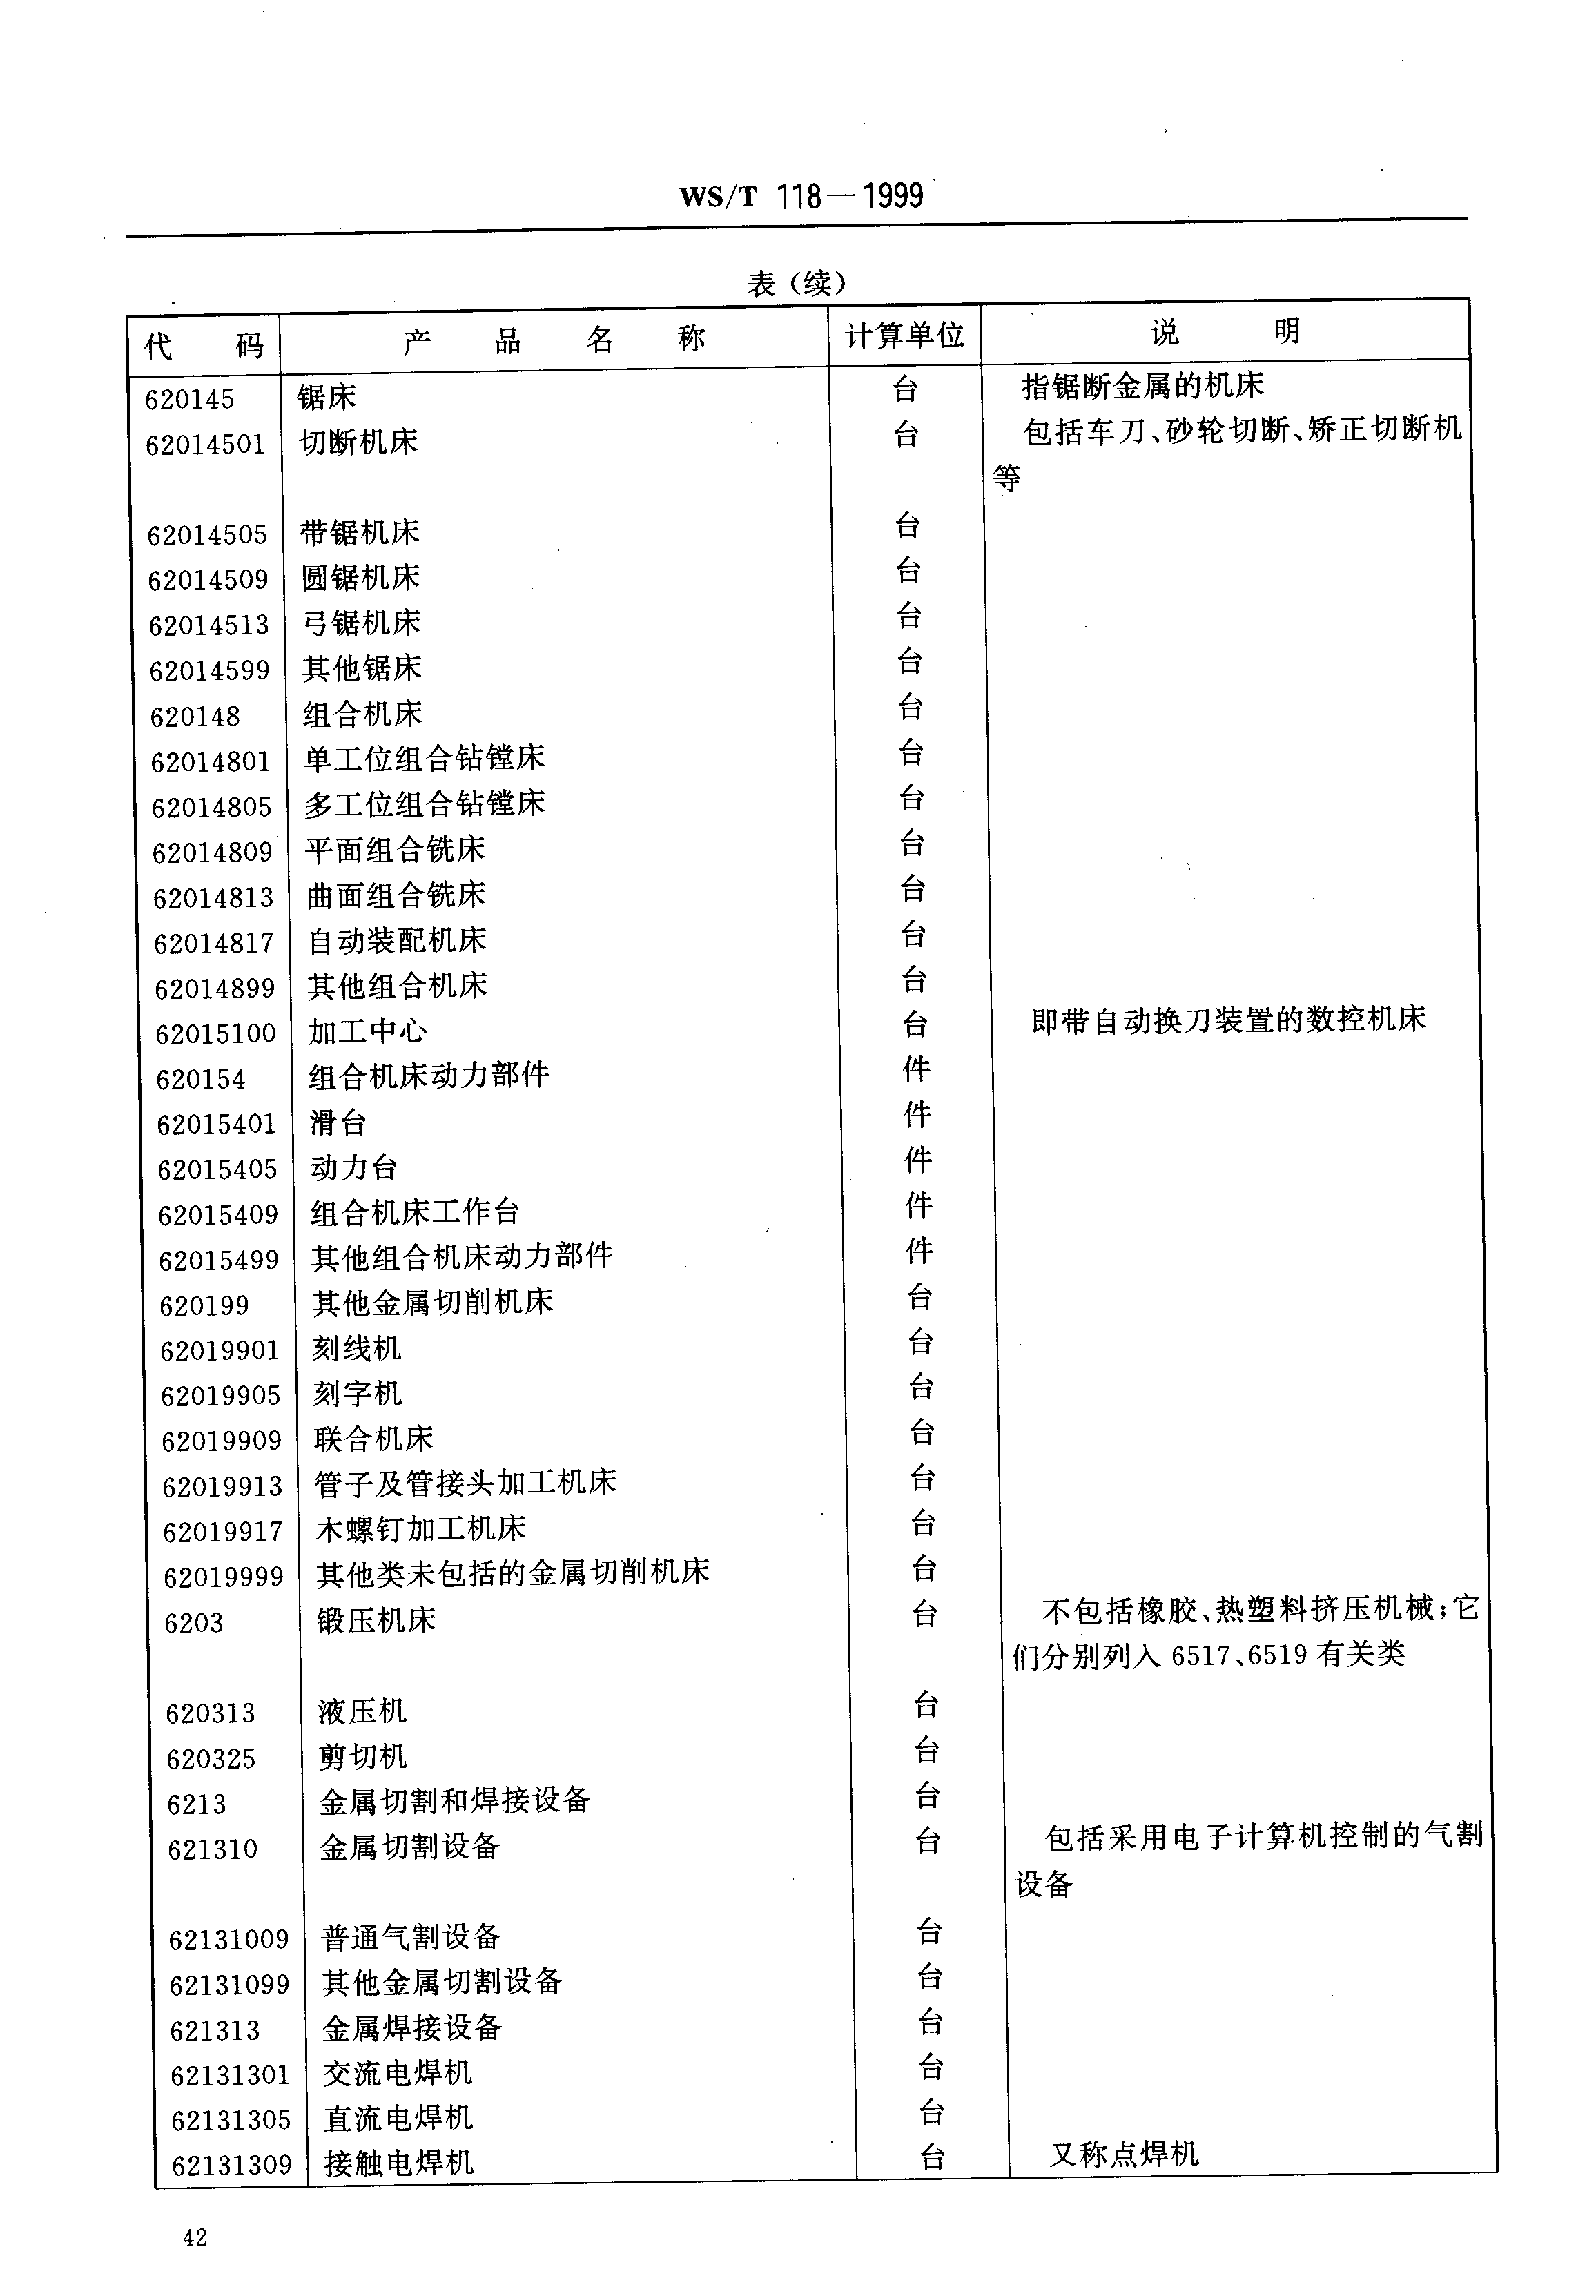 WS/T 118—1999
表（续）
代 码 产 品 名 称 计算单位 说 明
620145 锯床 台 指锯断金属的机床
62014501 切断机床 台 包括车刀、砂轮切断、矫正切断机
等
62014505 带锯机床 台
62014509 圆锯机床 台
62014513 弓锯机床 台
62014599 其他锯床 台
620148 组合机床 台
62014801 单工位组合钻镗床 台
62014805 多工位组合钻镗床 台
62014809 平面组合铣床 台
62014813 曲面组合铣床 台
62014817 自动装配机床 台
62014899 其他组合机床 台
62015100 加工中心 台 即带自动换刀装置的数控机床
620154 组合机床动力部件 件
62015401 滑台 件
62015405 动力台 件
62015409 组合机床工作台 件
62015499 其他组合机床动力部件 件
620199 其他金属切削机床 台
62019901 刻线机 台
62019905 刻字机 台
62019909 联合机床 台
62019913 管子及管接头加工机床 台
62019917 木螺钉加工机床 台
62019999 其他类未包括的金属切削机床 台
6203 锻压机床 台 不包括橡胶、热塑料挤压机械；它
们分别列入 6517、6519 有关类
620313 液压机 台
620325 剪切机 台
6213 金属切割和焊接设备 台
621310 金属切割设备 台 包括采用电子计算机控制的气割
设备
62131009 普通气割设备 台
62131099 其他金属切割设备 台
621313 金属焊接设备 台
62131301 交流电焊机 台
62131305 直流电焊机 台
62131309 接触电焊机 台 又称点焊机
42